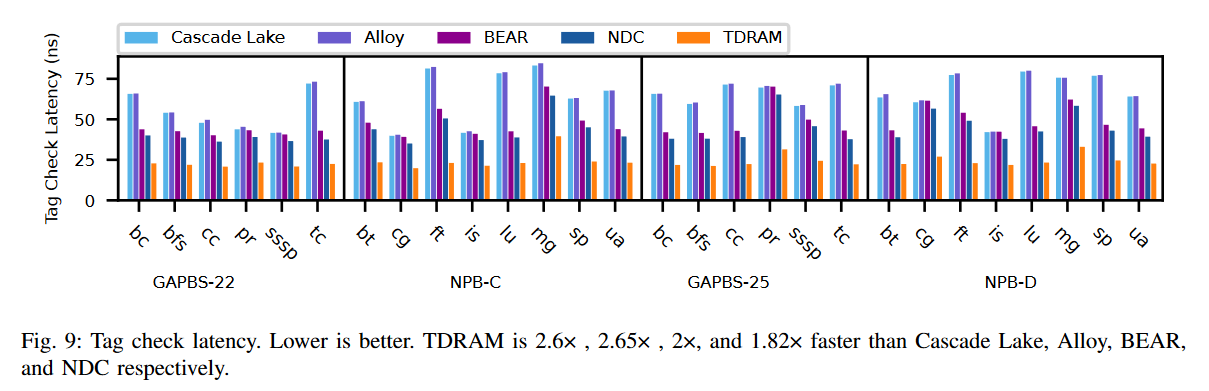 Cascade Lake Alloy BEAR NDC TDRAM
Tag Check Latency (ns)
75
50
25
0
bc bfs cc pr sssp tc bt cg ft is lu mg sp ua bc bfs cc pr sssp tc bt cg ft is lu mg sp ua
GAPBS-22 NPB-C GAPBS-25 NPB-D
Fig. 9: Tag check latency. Lower is better. TDRAM is 2.6× , 2.65× , 2×, and 1.82× faster than Cascade Lake, Alloy, BEAR,
and NDC respectively.